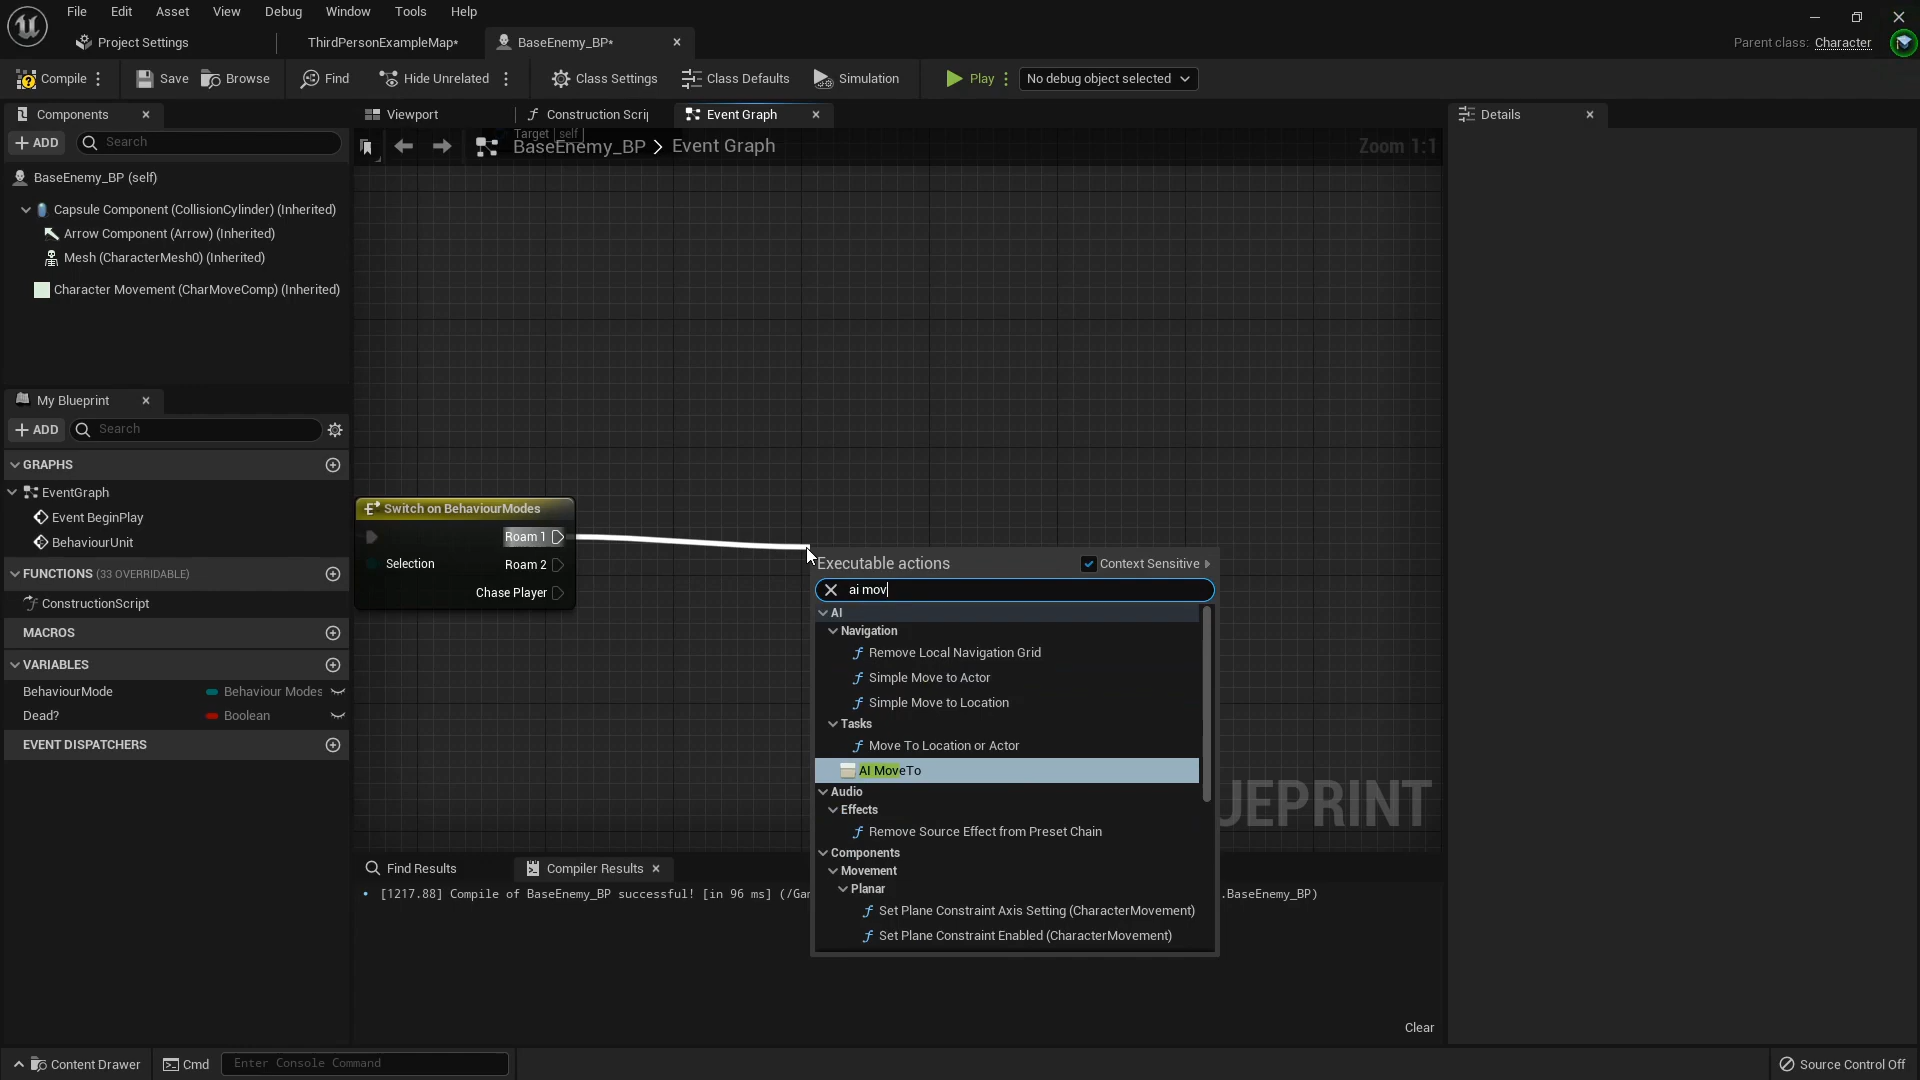 File Edit Asset View Debug Window Tools Help
Project Settings ThirdPersonExampleMap* BaseEnemy_BP*
Parent class: Character
Compile Save Browse Find Hide Unrelated Class Settings Class Defaults Simulation Play No debug object selected
Components Viewport Construction Scrip Event Graph Details
ADD Search
Target self
BaseEnemy_BP > Event Graph Zoom 1:1
BaseEnemy_BP (self)
Capsule Component (CollisionCylinder) (Inherited)
Arrow Component (Arrow) (Inherited)
Mesh (CharacterMesh0) (Inherited)
Character Movement (CharMoveComp) (Inherited)
My Blueprint
ADD Search
GRAPHS
EventGraph
Event BeginPlay
BehaviourUnit
FUNCTIONS (33 OVERRIDABLE)
ConstructionScript
MACROS
VARIABLES
BehaviourMode Behaviour Modes
Dead? Boolean
EVENT DISPATCHERS
Switch on BehaviourModes
Roam 1
Selection Roam 2
Chase Player
Executable actions Context Sensitive
ai mov
AI
Navigation
Remove Local Navigation Grid
Simple Move to Actor
Simple Move to Location
Tasks
Move To Location or Actor
AI MoveTo
Audio
Effects
Remove Source Effect from Preset Chain
Components
Movement
Planar
Set Plane Constraint Axis Setting (CharacterMovement)
Set Plane Constraint Enabled (CharacterMovement)
UEPRINT
Find Results Compiler Results
[1217.88] Compile of BaseEnemy_BP successful! [in 96 ms] (/Gam .BaseEnemy_BP)
Clear
Content Drawer Cmd Enter Console Command Source Control Off